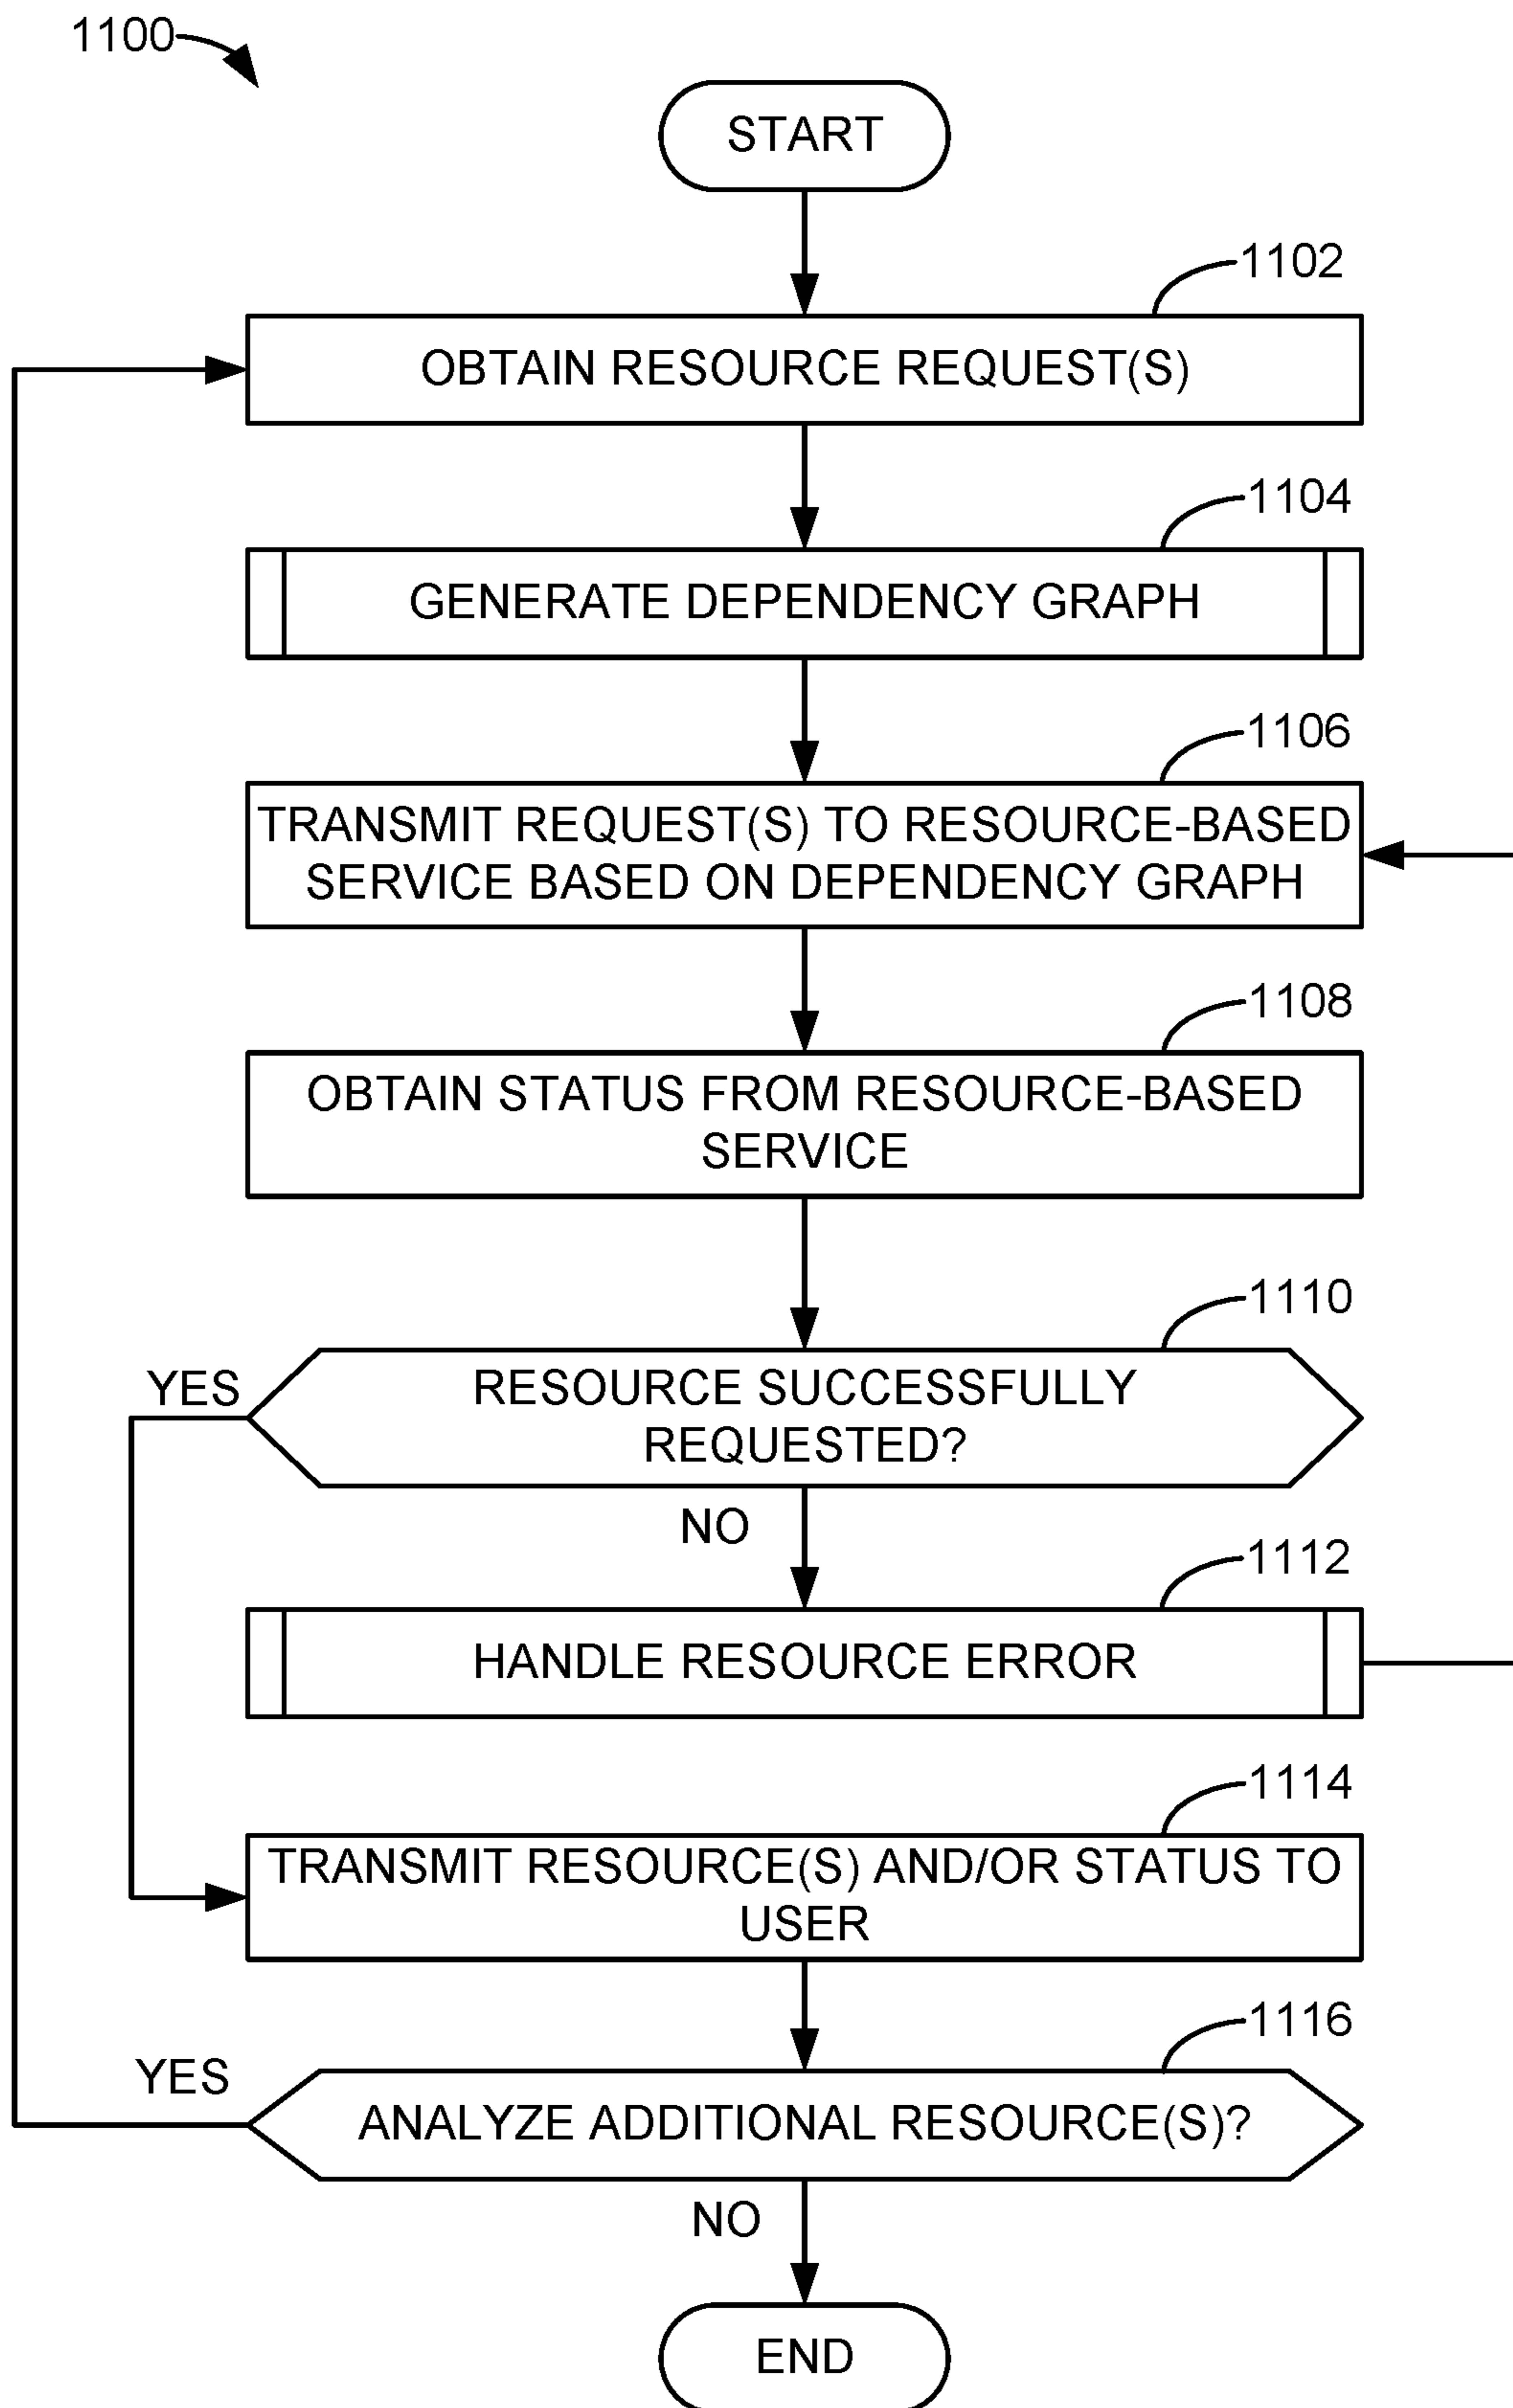 1100
START
1102
OBTAIN RESOURCE REQUEST(S)
1104
GENERATE DEPENDENCY GRAPH
1106
TRANSMIT REQUEST(S) TO RESOURCE-BASED
SERVICE BASED ON DEPENDENCY GRAPH
1108
OBTAIN STATUS FROM RESOURCE-BASED
SERVICE
1110
YES
RESOURCE SUCCESSFULLY
REQUESTED?
NO
1112
HANDLE RESOURCE ERROR
1114
TRANSMIT RESOURCE(S) AND/OR STATUS TO
USER
1116
YES
ANALYZE ADDITIONAL RESOURCE(S)?
NO
END